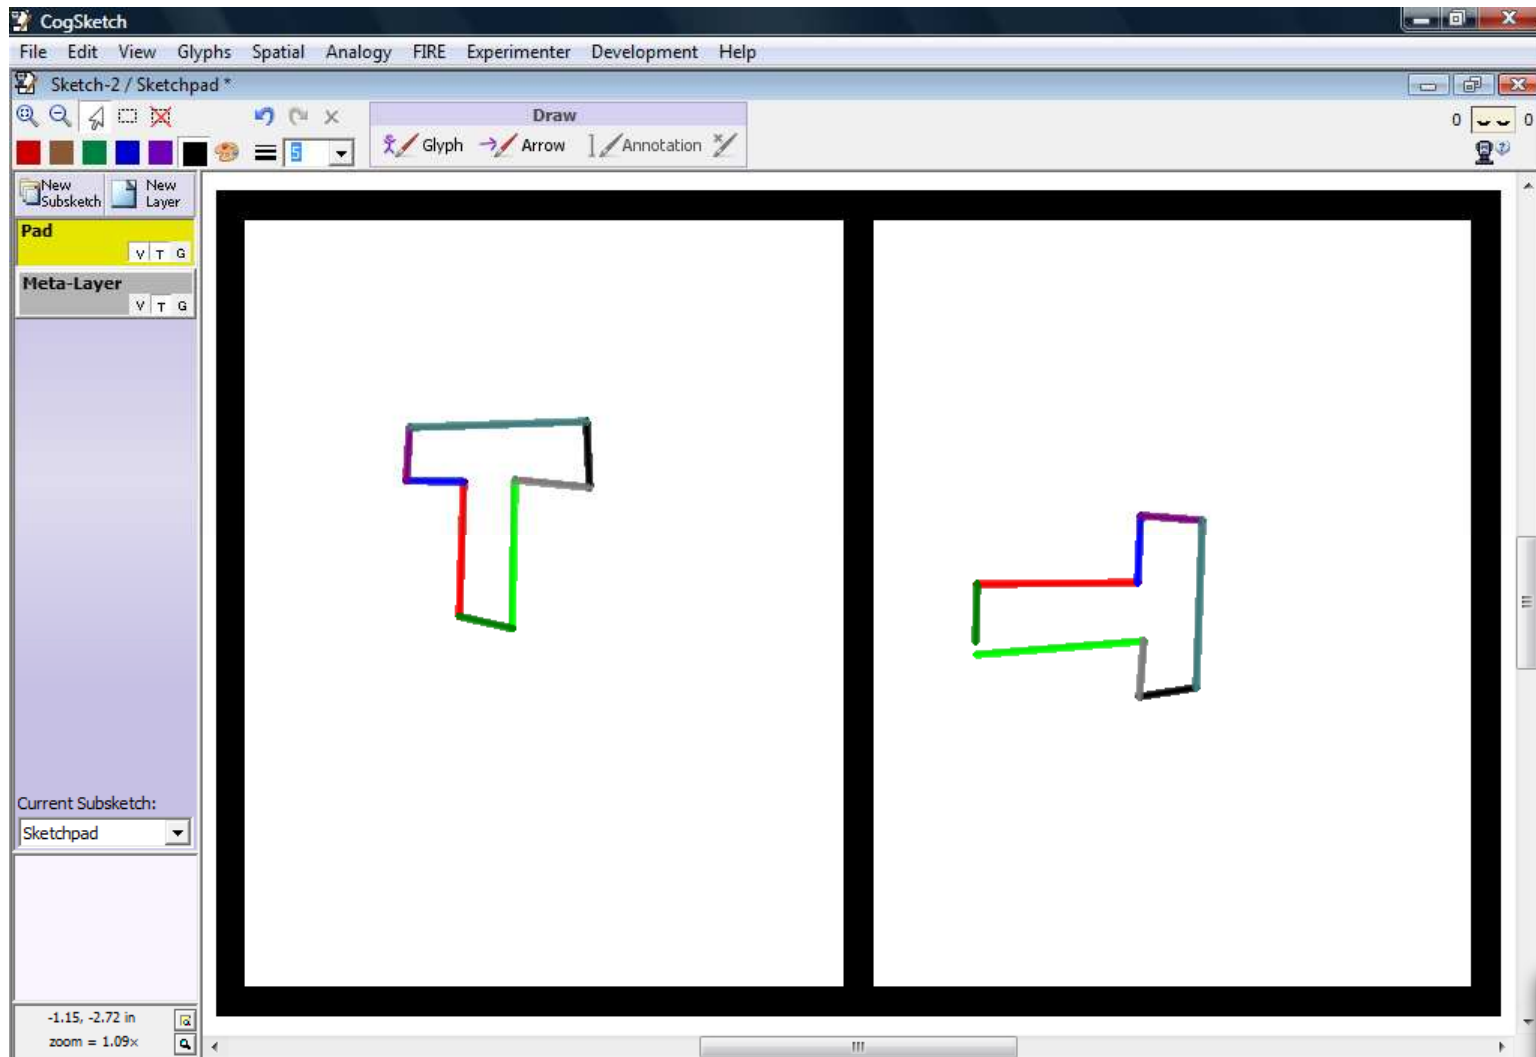 CogSketch
File Edit View Glyphs Spatial Analogy FIRE Experimenter Development Help
Sketch-2 / Sketchpad *
Draw
0 0
5 Glyph Arrow Annotation
New Subsketch New Layer
Pad
V T G
Meta-Layer
V T G
Current Subsketch:
Sketchpad
-1.15, -2.72 in
zoom = 1.09×